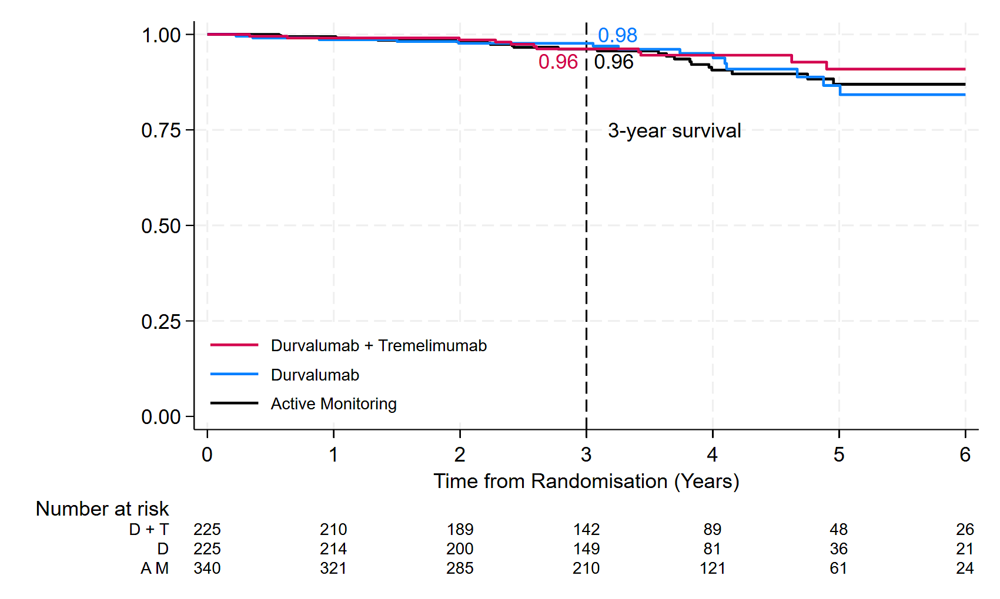 1.00
0.98
0.96
0.96
0.75
3-year survival
0.50
0.25
Durvalumab + Tremelimumab
Durvalumab
Active Monitoring
0.00
0 1 2 3 4 5 6
Time from Randomisation (Years)
Number at risk
D + T 225 210 189 142 89 48 26
D 225 214 200 149 81 36 21
A M 340 321 285 210 121 61 24